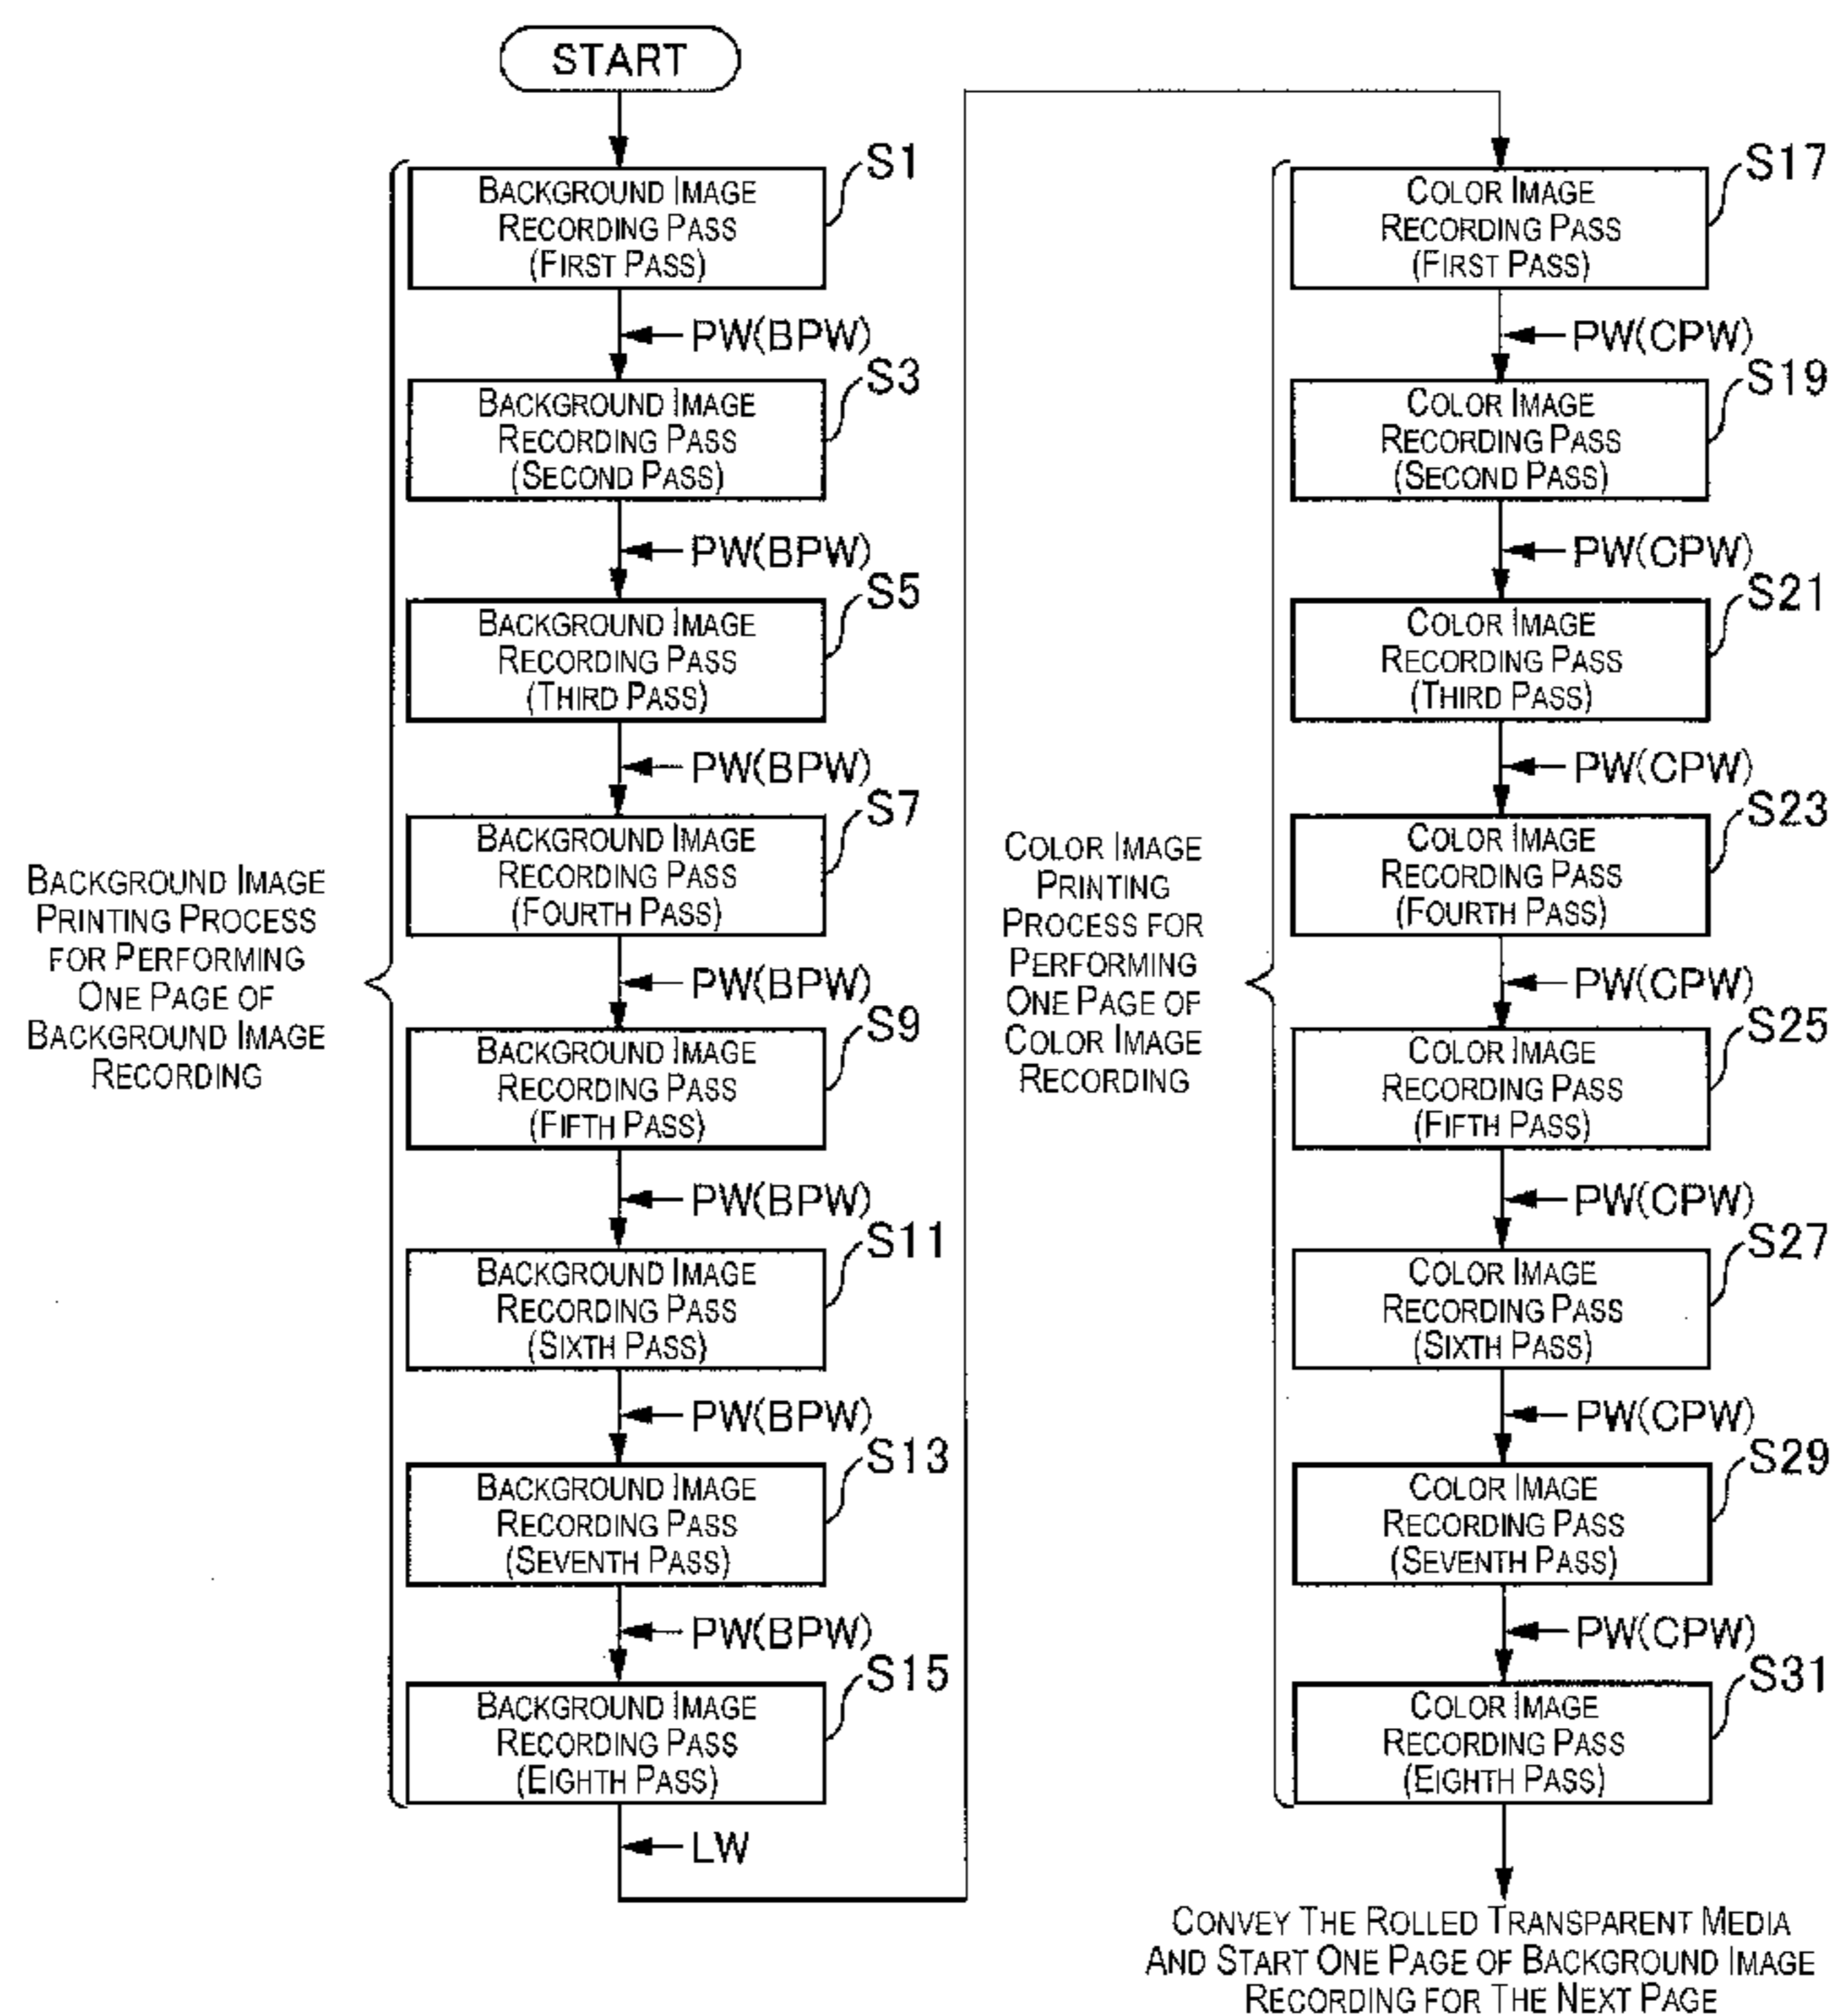 START
S1
BACKGROUND IMAGE
RECORDING PASS
(FIRST PASS)
PW(BPW)
S3
BACKGROUND IMAGE
RECORDING PASS
(SECOND PASS)
PW(BPW)
S5
BACKGROUND IMAGE
RECORDING PASS
(THIRD PASS)
PW(BPW)
S7
BACKGROUND IMAGE
RECORDING PASS
(FOURTH PASS)
BACKGROUND IMAGE
PRINTING PROCESS
FOR PERFORMING
ONE PAGE OF
BACKGROUND IMAGE
RECORDING
PW(BPW)
S9
BACKGROUND IMAGE
RECORDING PASS
(FIFTH PASS)
PW(BPW)
S11
BACKGROUND IMAGE
RECORDING PASS
(SIXTH PASS)
PW(BPW)
S13
BACKGROUND IMAGE
RECORDING PASS
(SEVENTH PASS)
PW(BPW)
S15
BACKGROUND IMAGE
RECORDING PASS
(EIGHTH PASS)
LW
S17
COLOR IMAGE
RECORDING PASS
(FIRST PASS)
PW(CPW)
S19
COLOR IMAGE
RECORDING PASS
(SECOND PASS)
PW(CPW)
S21
COLOR IMAGE
RECORDING PASS
(THIRD PASS)
PW(CPW)
S23
COLOR IMAGE
RECORDING PASS
(FOURTH PASS)
COLOR IMAGE
PRINTING
PROCESS FOR
PERFORMING
ONE PAGE OF
COLOR IMAGE
RECORDING
PW(CPW)
S25
COLOR IMAGE
RECORDING PASS
(FIFTH PASS)
PW(CPW)
S27
COLOR IMAGE
RECORDING PASS
(SIXTH PASS)
PW(CPW)
S29
COLOR IMAGE
RECORDING PASS
(SEVENTH PASS)
PW(CPW)
S31
COLOR IMAGE
RECORDING PASS
(EIGHTH PASS)
CONVEY THE ROLLED TRANSPARENT MEDIA
AND START ONE PAGE OF BACKGROUND IMAGE
RECORDING FOR THE NEXT PAGE